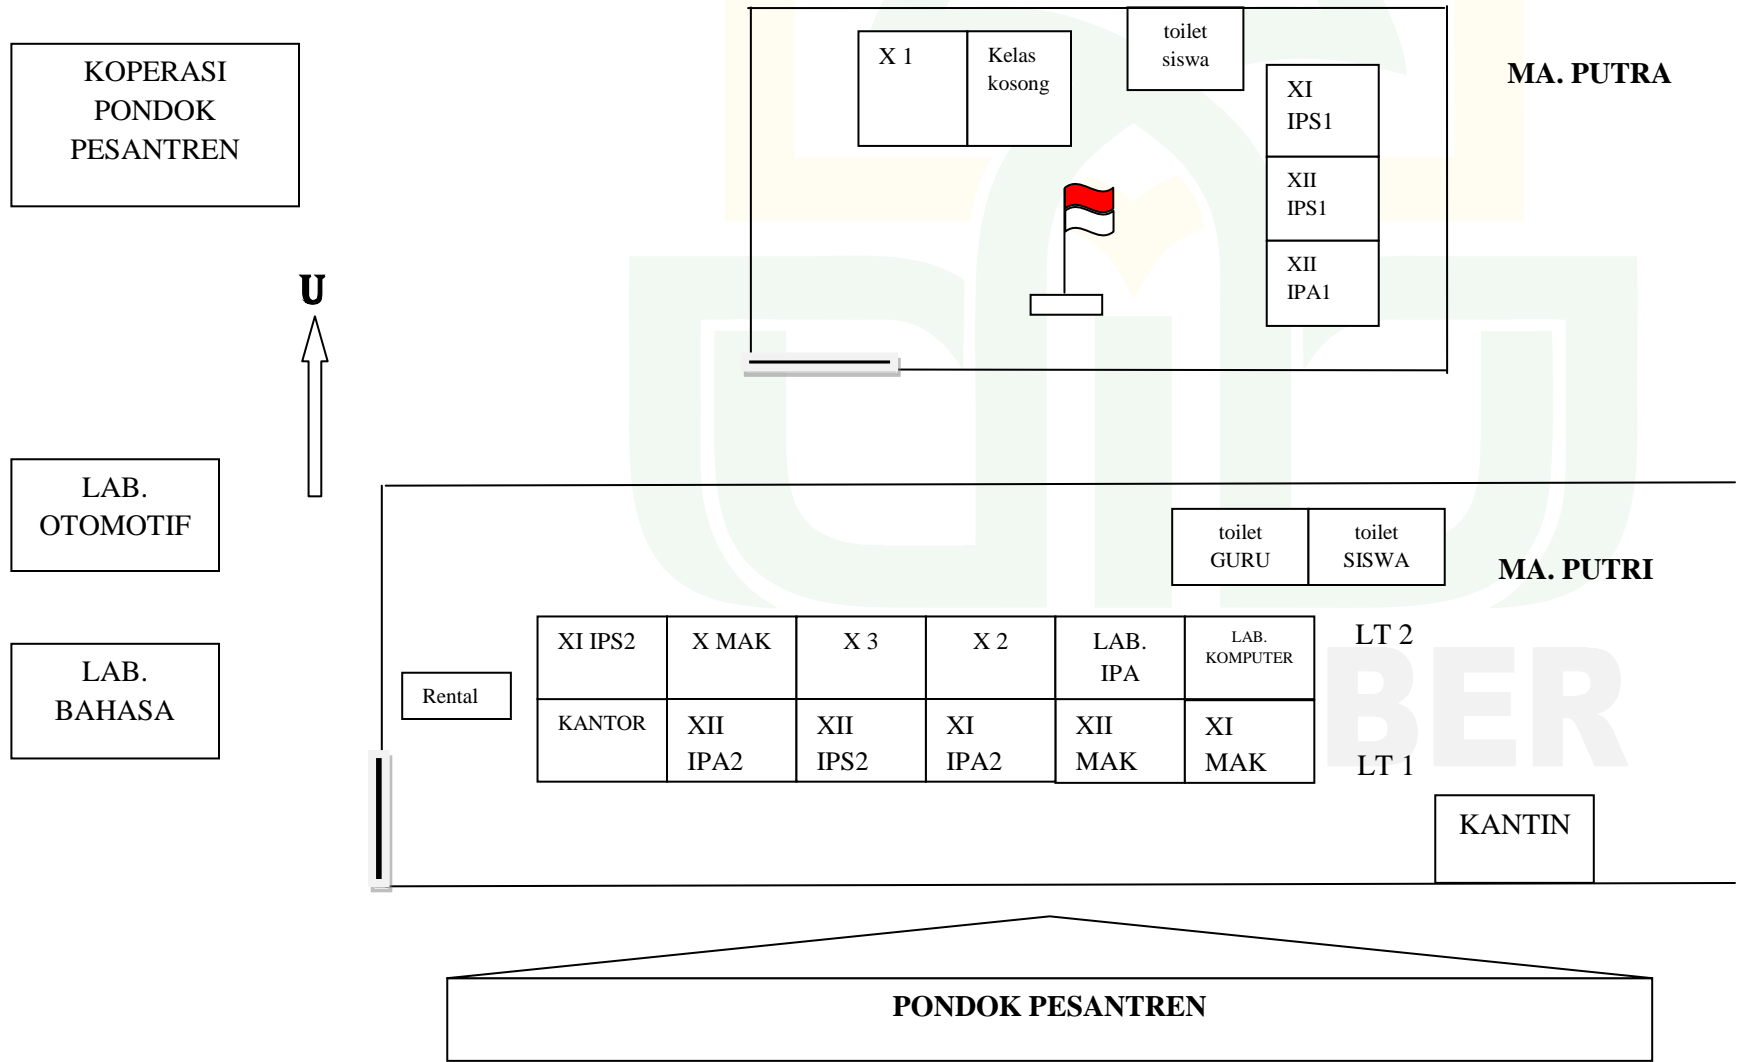 KOPERASI
PONDOK
PESANTREN
X 1
Kelas
kosong
toilet
siswa
XI
IPS1
XII
IPS1
XII
IPA1
MA. PUTRA
U
LAB.
OTOMOTIF
LAB.
BAHASA
toilet
GURU
toilet
SISWA
MA. PUTRI
Rental
XI IPS2
X MAK
X 3
X 2
LAB.
IPA
LAB.
KOMPUTER
LT 2
KANTOR
XII
IPA2
XII
IPS2
XI
IPA2
XII
MAK
XI
MAK
LT 1
BER
KANTIN
PONDOK PESANTREN